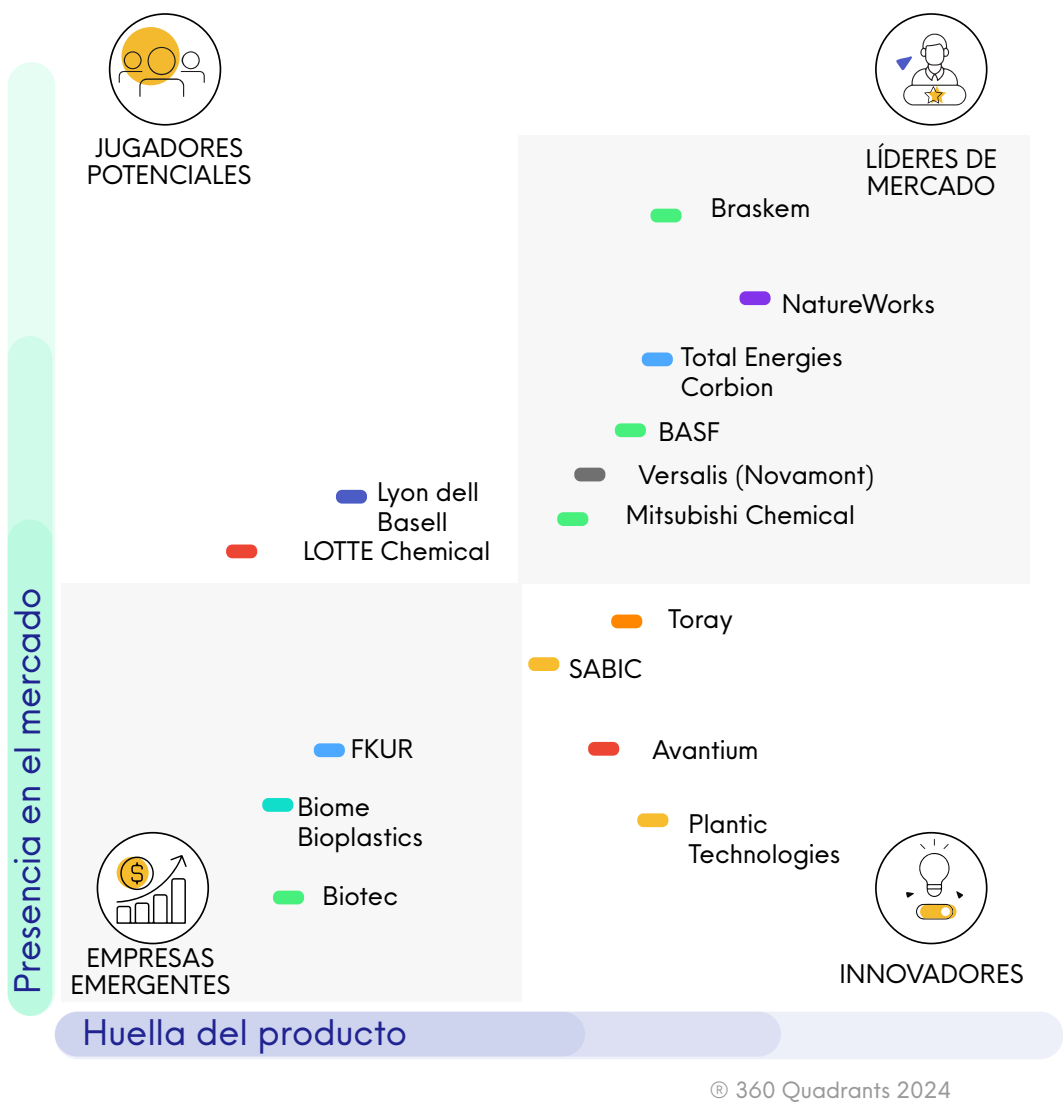 JUGADORES
POTENCIALES
LÍDERES DE
MERCADO
Braskem
NatureWorks
Total Energies
Corbion
BASF
Versalis (Novamont)
Mitsubishi Chemical
Lyon dell
Basell
LOTTE Chemical
Toray
SABIC
Avantium
Plantic
Technologies
FKUR
Biome
Bioplastics
Biotec
$
EMPRESAS
EMERGENTES
INNOVADORES
Presencia en el mercado
Huella del producto
® 360 Quadrants 2024